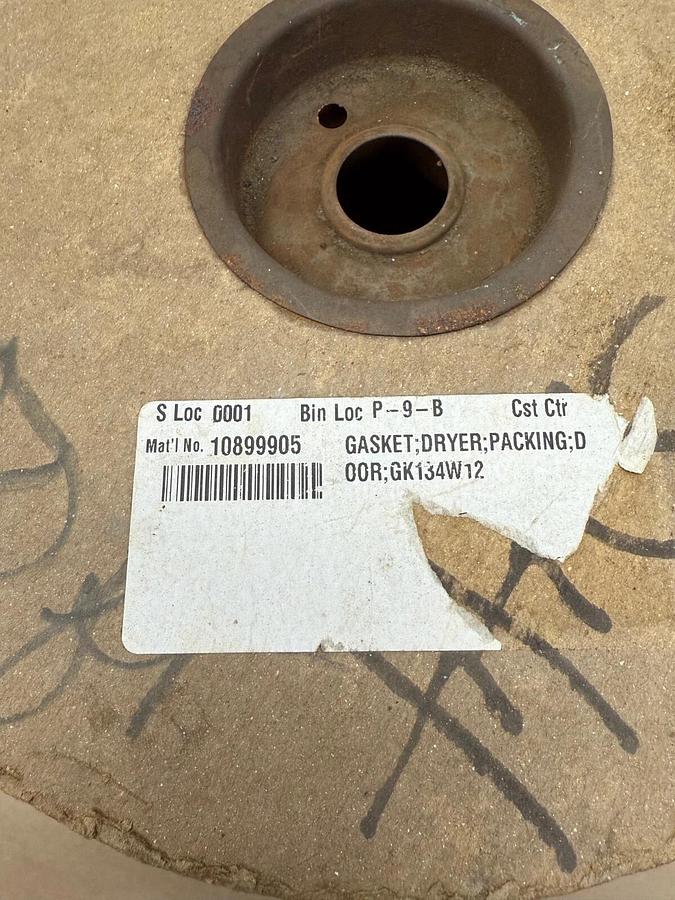 S Loc 0001 Bin Loc P-9-B Cst Ctr
Mat'l No. 10899905 GASKET;DRYER;PACKING;D
OOR;GK134W12